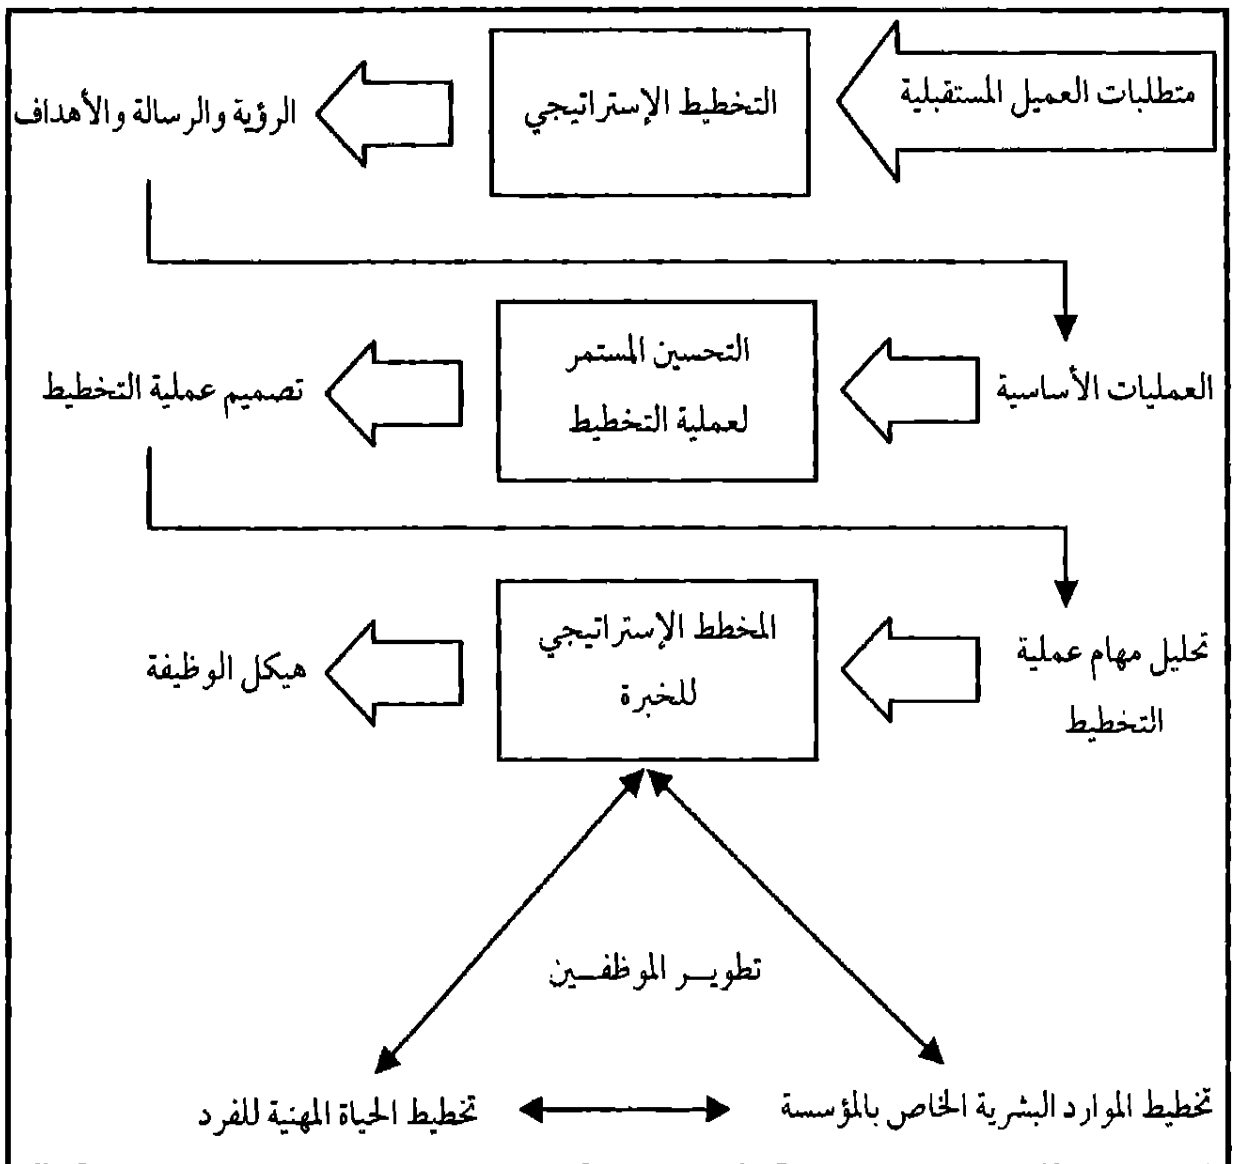 متطلبات العميل المستقبلية
التخطيط الإستراتيجي
الرؤية والرسالة والأهداف
العمليات الأساسية
التحسين المستمر
لعملية التخطيط
تصميم عملية التخطيط
تحليل مهام عملية
التخطيط
المخطط الإستراتيجي
للخبرة
هيكل الوظيفة
تطويـر الموظفـين
تخطيط الموارد البشرية الخاص بالمؤسسة
تخطيط الحياة المهنية للفرد